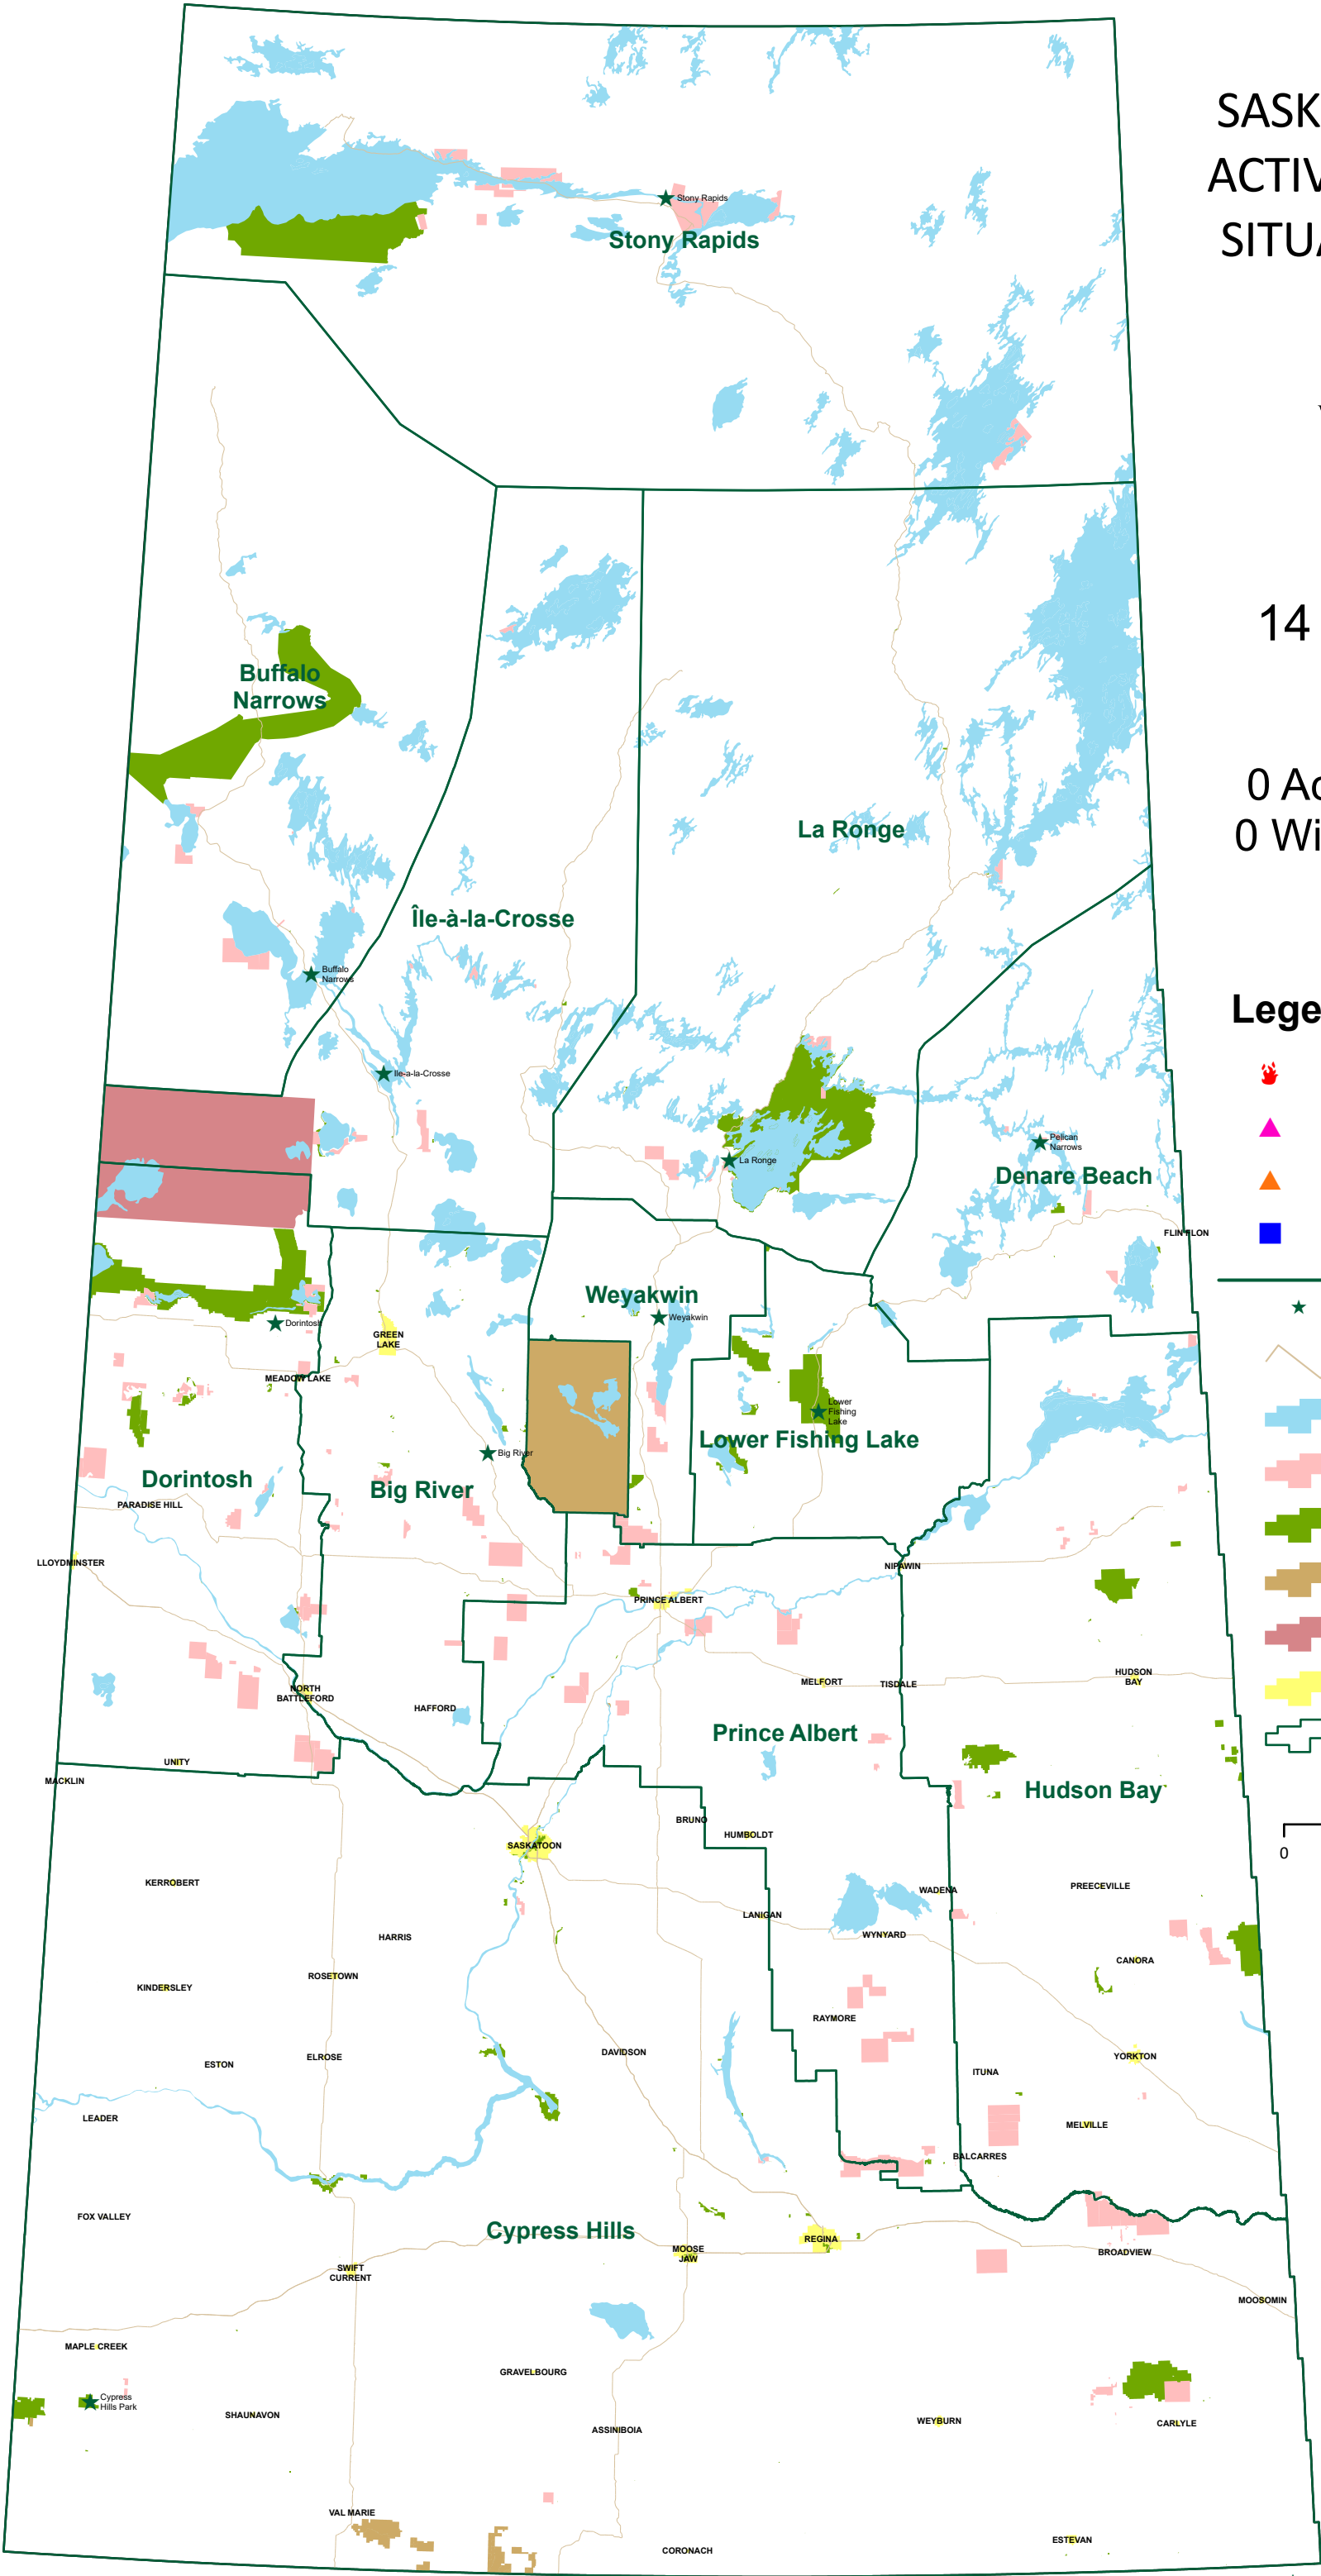 SASK
ACTIV
SITUA
14
0 Ac
0 Wi
Lege
0
Stony Rapids
Stony Rapids
Buffalo
Narrows
La Ronge
Île-à-la-Crosse
Buffalo
Narrows
Ile-a-la-Crosse
Pelican
Narrows
La Ronge
Denare Beach
FLIN FLON
Weyakwin
Weyakwin
Dorintosh
GREEN
LAKE
MEADOW LAKE
Lower
Fishing
Lake
Lower Fishing Lake
Big River
Dorintosh
Big River
PARADISE HILL
LLOYDMINSTER
NIPAWIN
PRINCE ALBERT
HUDSON
BAY
MELFORT
TISDALE
NORTH
BATTLEFORD
HAFFORD
Prince Albert
UNITY
MACKLIN
Hudson Bay
BRUNO
HUMBOLDT
SASKATOON
KERROBERT
PREECEVILLE
WADENA
LANIGAN
WYNYARD
HARRIS
CANORA
ROSETOWN
KINDERSLEY
RAYMORE
DAVIDSON
YORKTON
ELROSE
ESTON
ITUNA
LEADER
MELVILLE
BALCARRES
FOX VALLEY
Cypress Hills
REGINA
MOOSE
JAW
BROADVIEW
SWIFT
CURRENT
MOOSOMIN
MAPLE CREEK
GRAVELBOURG
Cypress
Hills Park
SHAUNAVON
WEYBURN
CARLYLE
ASSINIBOIA
VAL MARIE
ESTEVAN
CORONACH